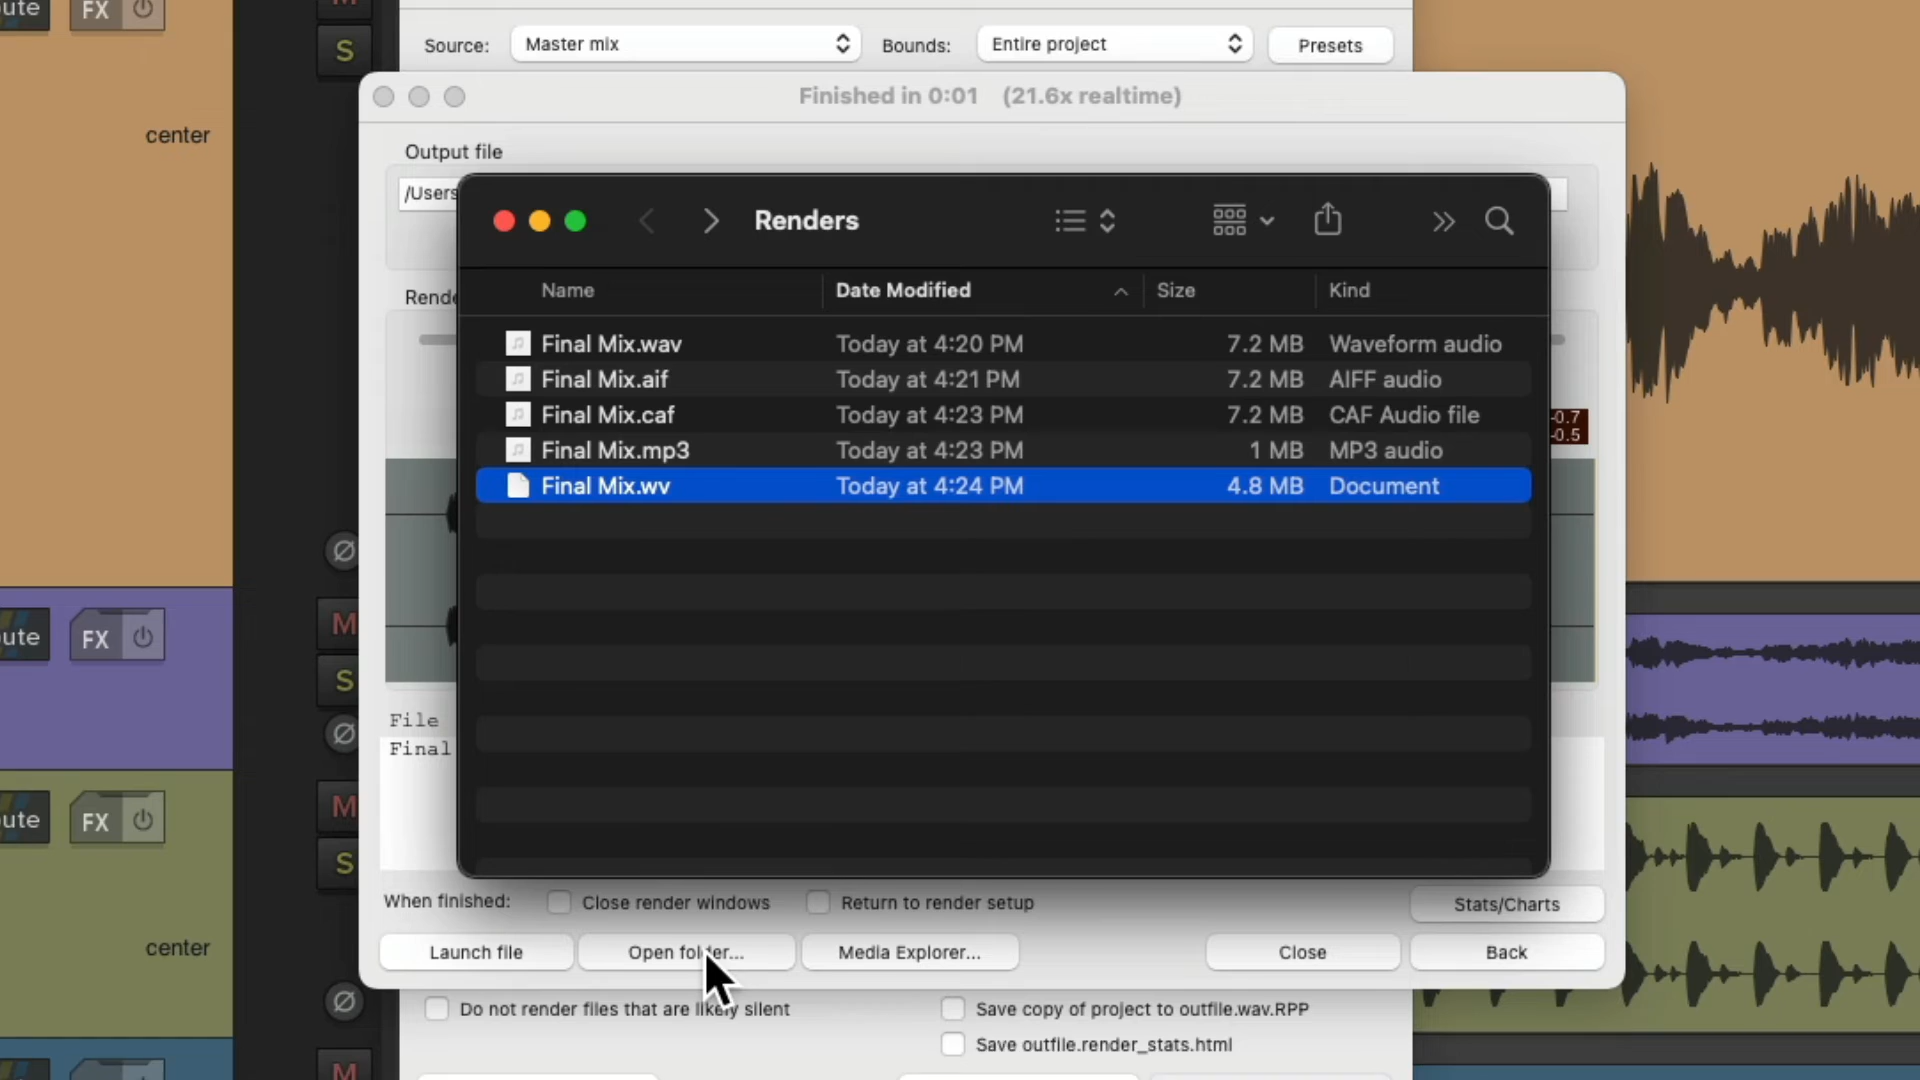 ute FX M
S
center
Source: Master mix Bounds: Entire project Presets
Finished in 0:01 (21.6x realtime)
Output file
/Users
Renders
Name Date Modified Size Kind
Final Mix.wav Today at 4:20 PM 7.2 MB Waveform audio
Final Mix.aif Today at 4:21 PM 7.2 MB AIFF audio
Final Mix.caf Today at 4:23 PM 7.2 MB CAF Audio file
Final Mix.mp3 Today at 4:23 PM 1 MB MP3 audio
Final Mix.wv Today at 4:24 PM 4.8 MB Document
Rende
-0.7
-0.5
File
Final
ute FX M
S
ute FX M
S
center
M
When finished: Close render windows Return to render setup Stats/Charts
Launch file Open folder... Media Explorer... Close Back
Do not render files that are likely silent Save copy of project to outfile.wav.RPP
Save outfile.render_stats.html